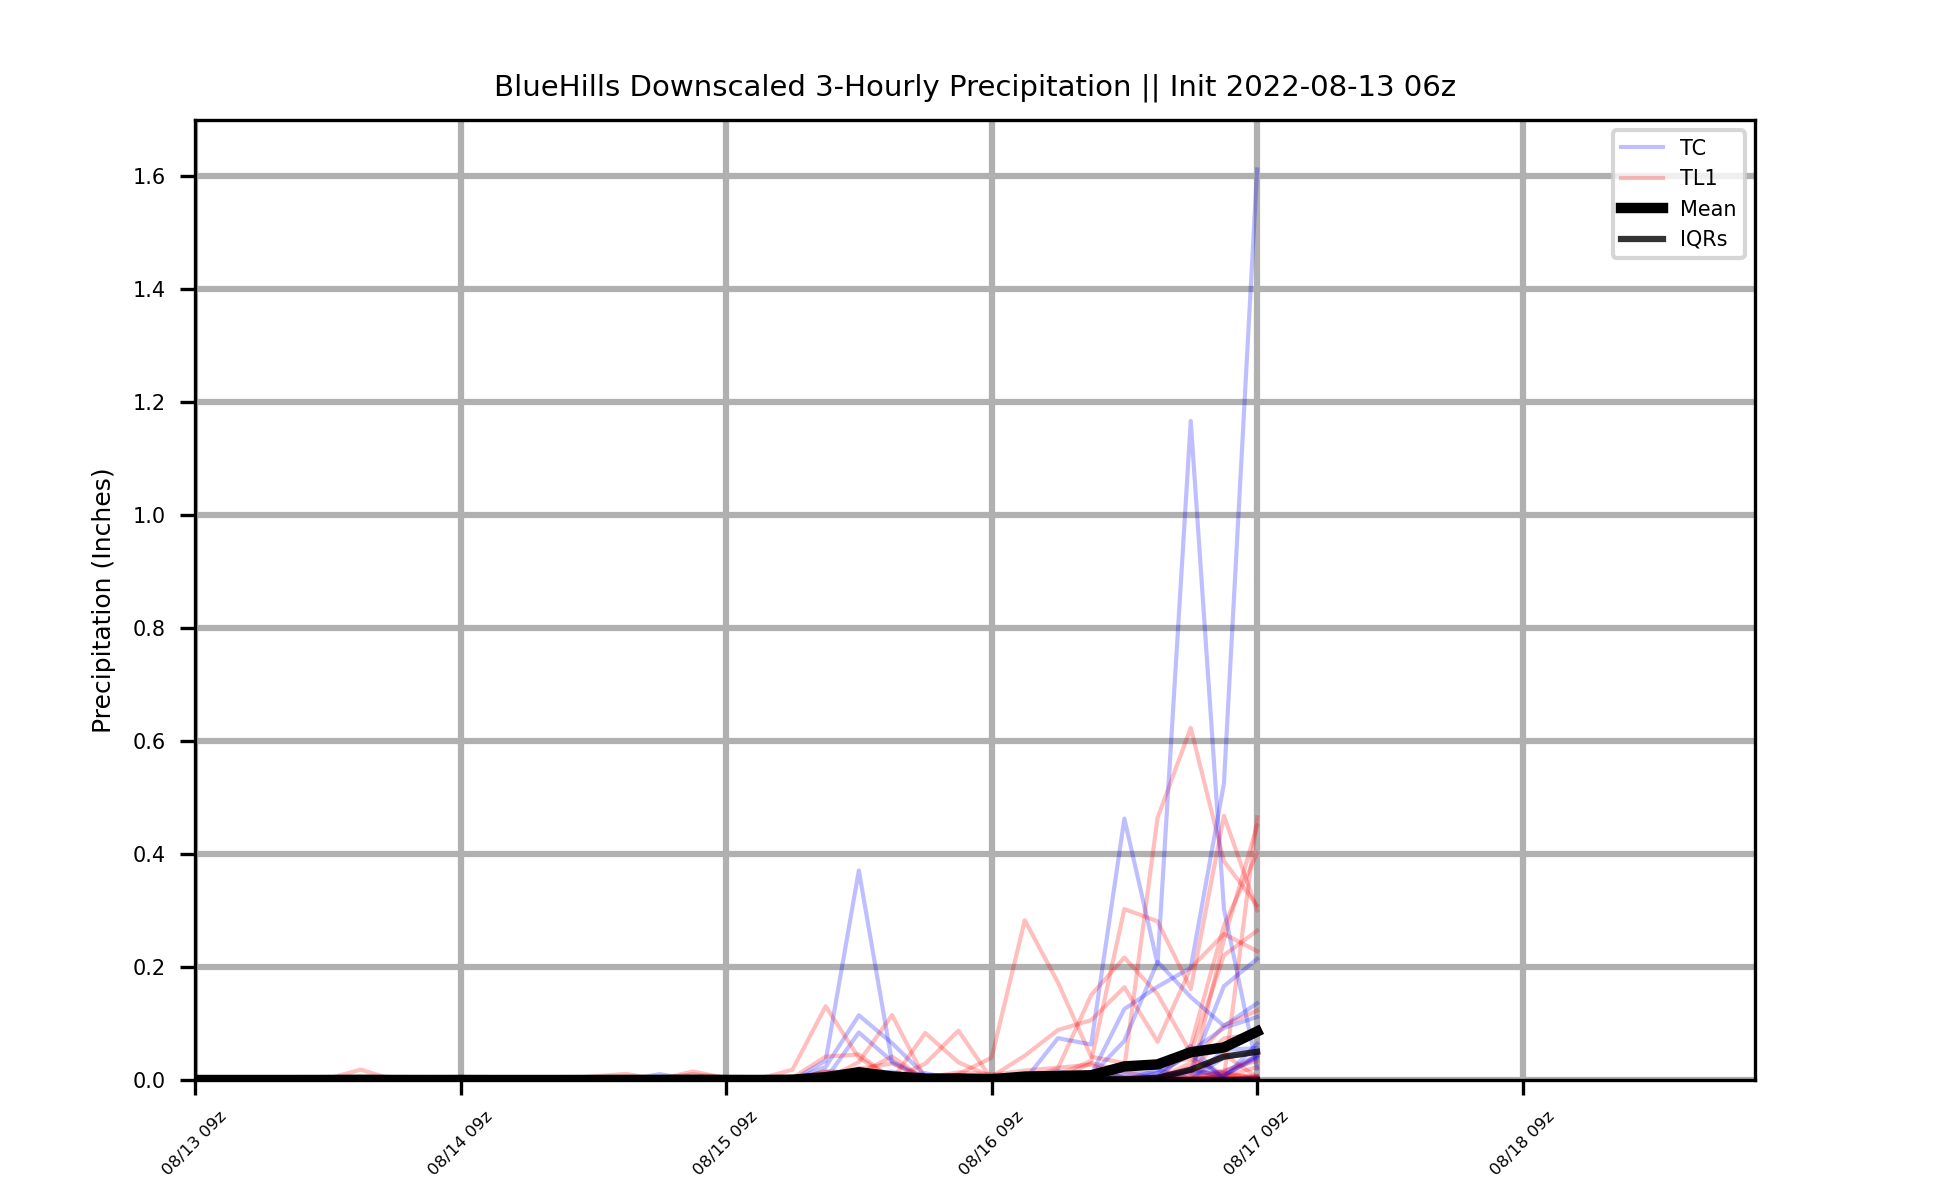 BlueHills Downscaled 3-Hourly Precipitation || Init 2022-08-13 06z
TC
TL1
Mean
IQRs
Precipitation (Inches)
1.6
1.4
1.2
1.0
0.8
0.6
0.4
0.2
0.0
08/13 09z
08/14 09z
08/15 09z
08/16 09z
08/17 09z
08/18 09z